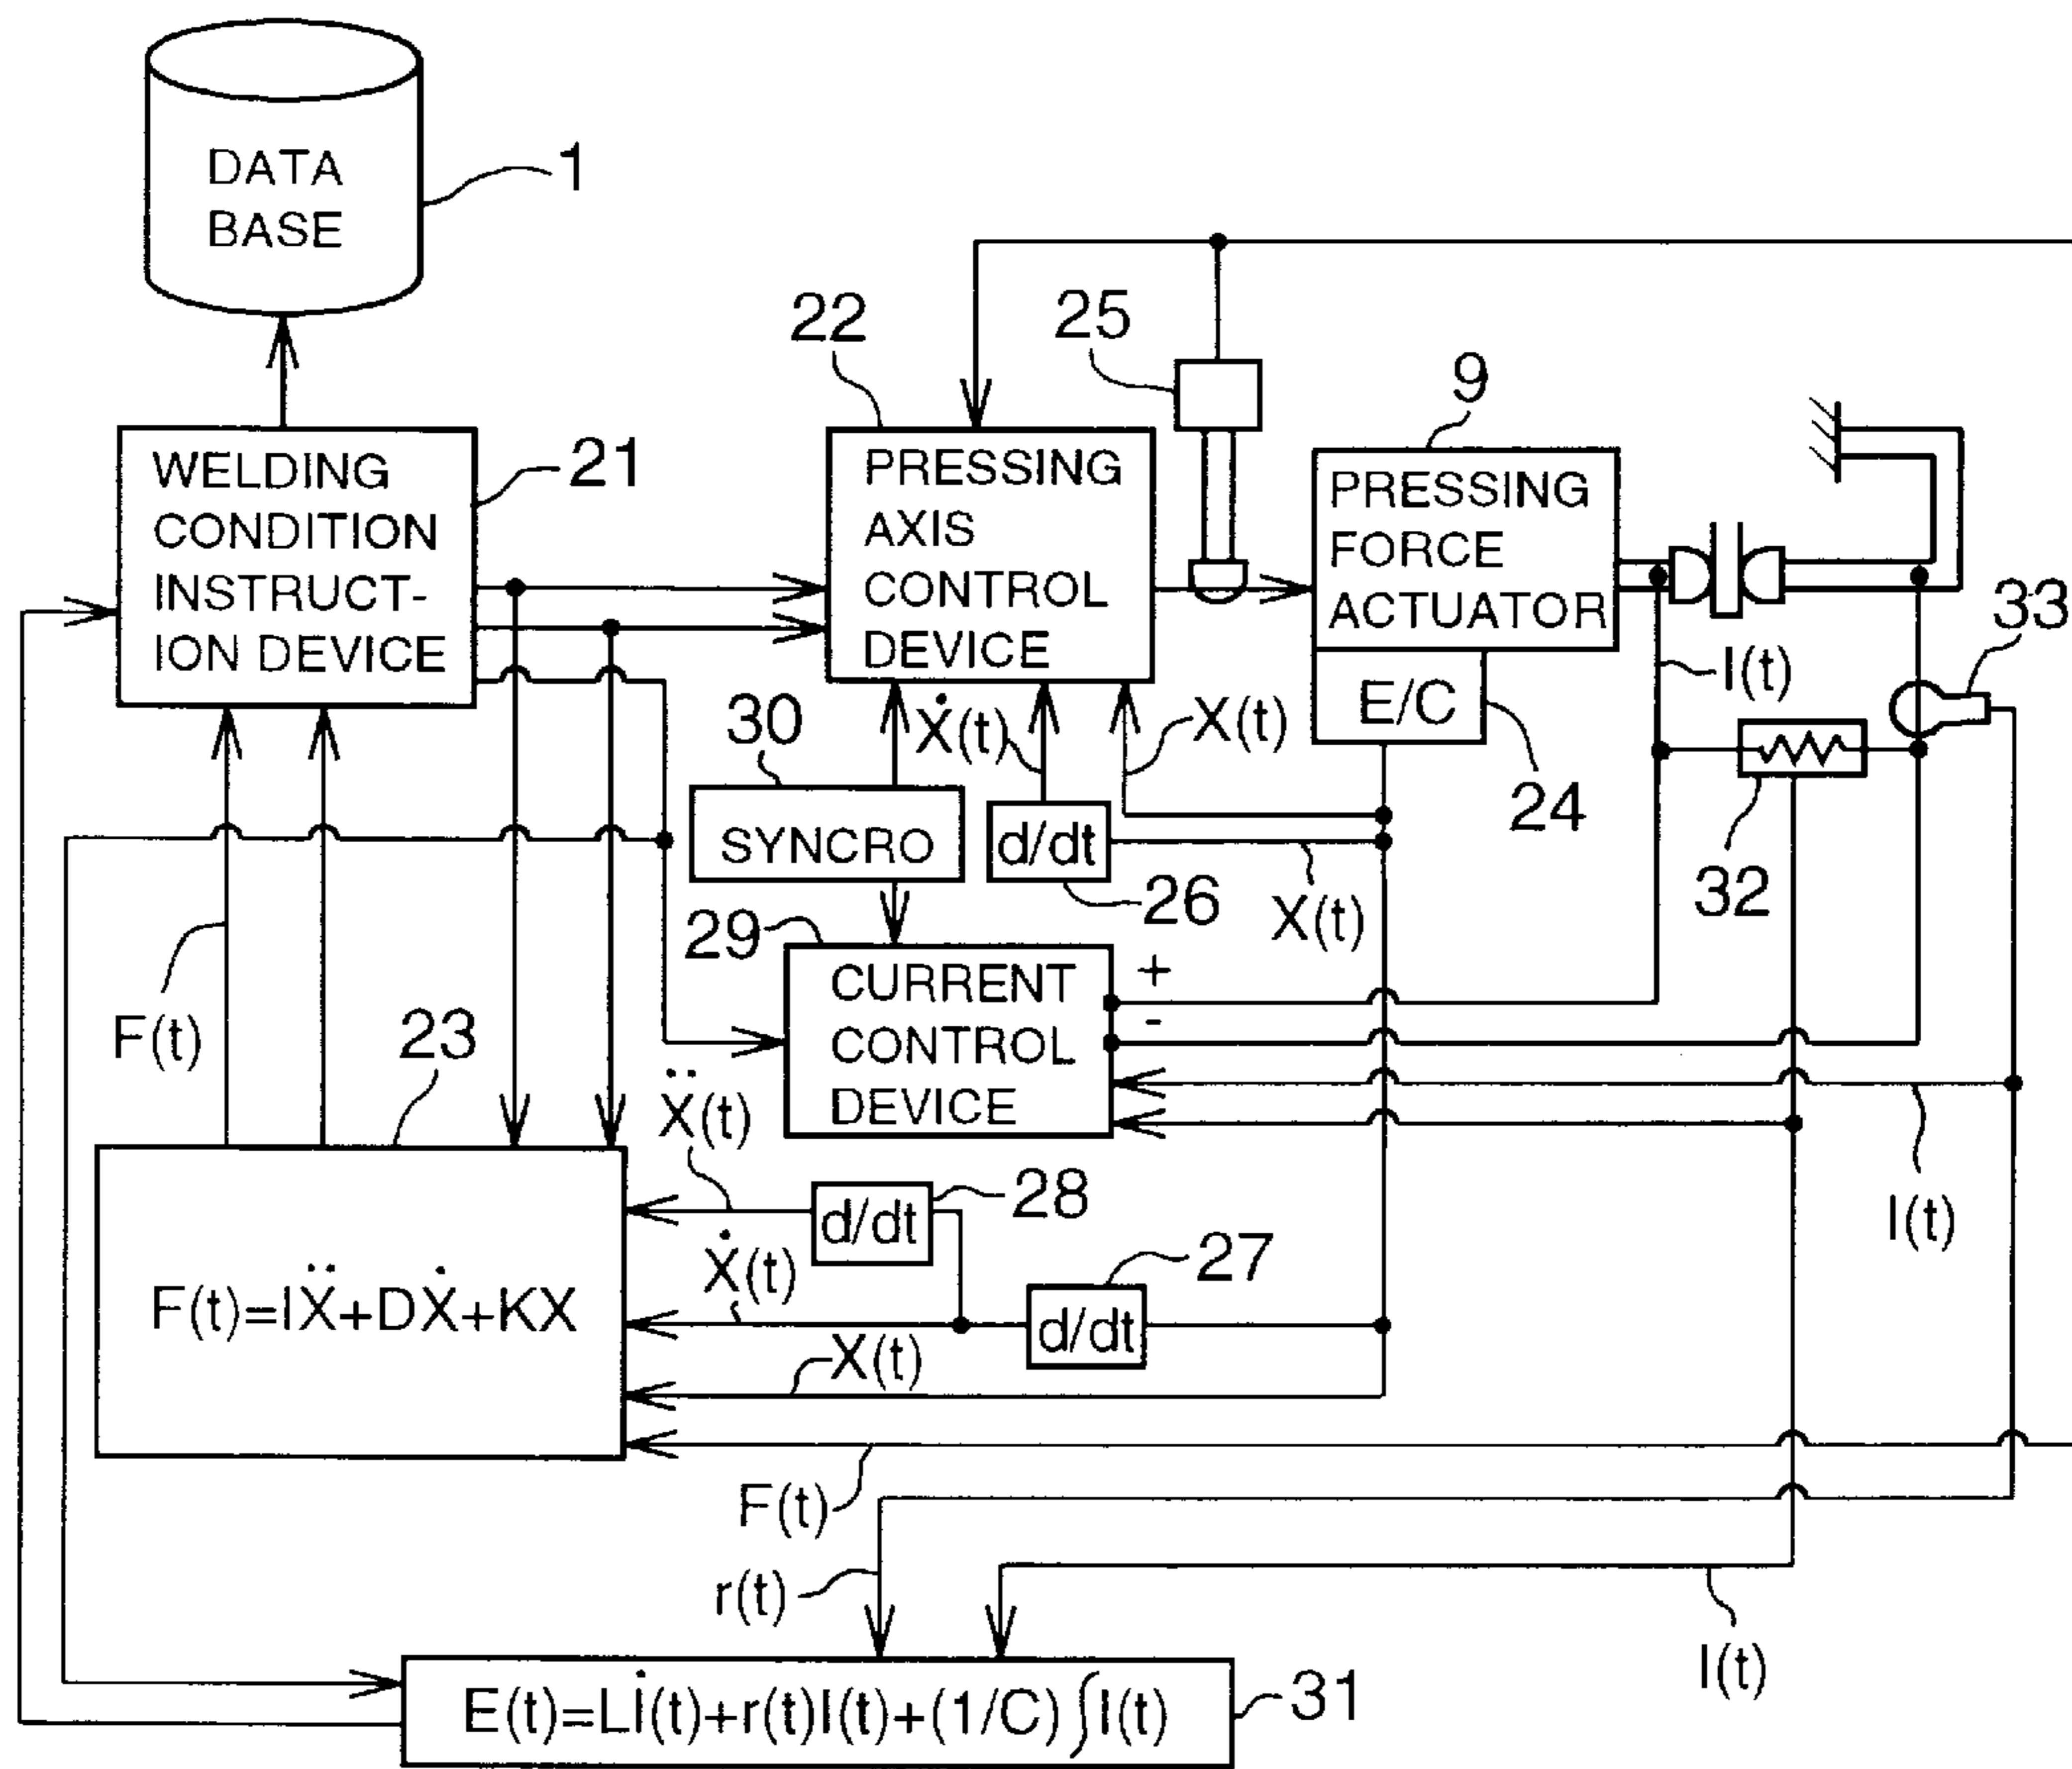 DATA
BASE
1
22
25
9
WELDING
CONDITION
INSTRUCT-
ION DEVICE
21
PRESSING
AXIS
CONTROL
DEVICE
PRESSING
FORCE
ACTUATOR
E/C
24
33
I(t)
32
30
SYNCRO
Ẋ(t)
X(t)
d/dt
26
X(t)
29
CURRENT
CONTROL
DEVICE
+
-
F(t)
23
Ẍ(t)
d/dt
28
I(t)
Ẋ(t)
d/dt
27
X(t)
F(t)=IẌ+DẊ+KX
F(t)
r(t)
I(t)
E(t)=Lİ(t)+r(t)I(t)+(1/C)∫I(t)
31